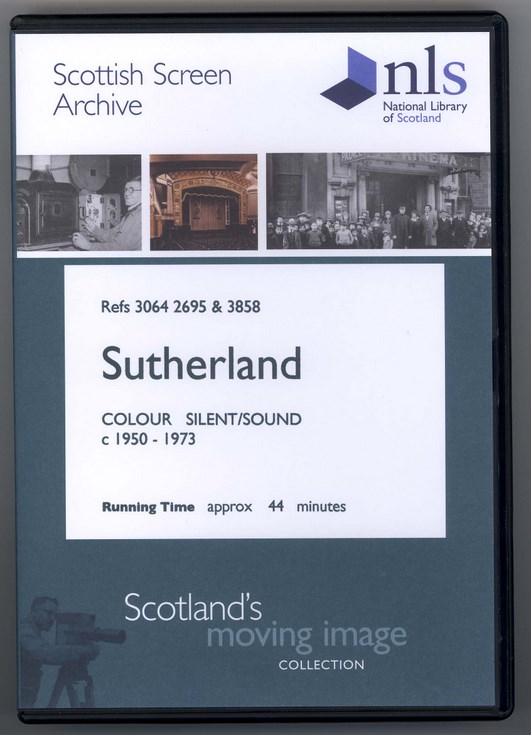 Scottish Screen
Archive
nls
National Library
of Scotland
KINEMA
Refs 3064 2695 & 3858
Sutherland
COLOUR SILENT/SOUND
c 1950 - 1973
Running Time approx 44 minutes
Scotland's
moving image
COLLECTION